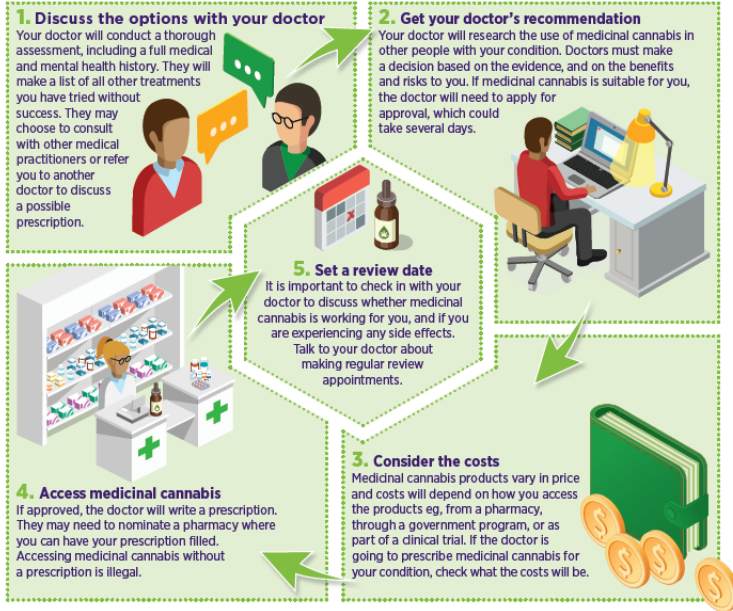 1. Discuss the options with your doctor
Your doctor will conduct a thorough
assessment, including a full medical
and mental health history. They will
make a list of all other treatments
you have tried without
success. They may
choose to consult
with other medical
practitioners or refer
you to another
doctor to discuss
a possible
prescription.
2. Get your doctor's recommendation
Your doctor will research the use of medicinal cannabis in
other people with your condition. Doctors must make
a decision based on the evidence, and on the benefits
and risks to you. If medicinal cannabis is suitable for you,
the doctor will need to apply for
approval, which could
take several days.
3. Consider the costs
Medicinal cannabis products vary in price
and costs will depend on how you access
the products eg, from a pharmacy,
through a government program, or as
part of a clinical trial. If the doctor is
going to prescribe medicinal cannabis for
your condition, check what the costs will be.
4. Access medicinal cannabis
If approved, the doctor will write a prescription.
They may need to nominate a pharmacy where
you can have your prescription filled.
Accessing medicinal cannabis without
a prescription is illegal.
5. Set a review date
It is important to check in with your
doctor to discuss whether medicinal
cannabis is working for you, and if you
are experiencing any side effects.
Talk to your doctor about
making regular review
appointments.